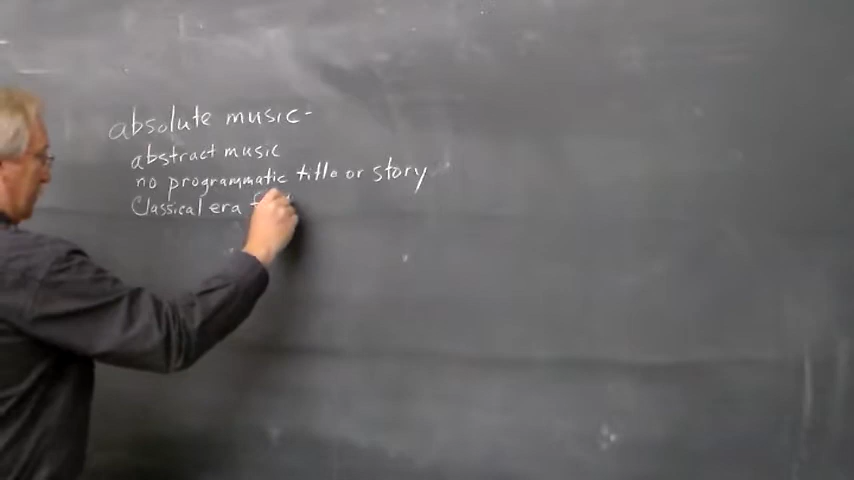 absolute music-
abstract music
no programmatic title or story
Classical era